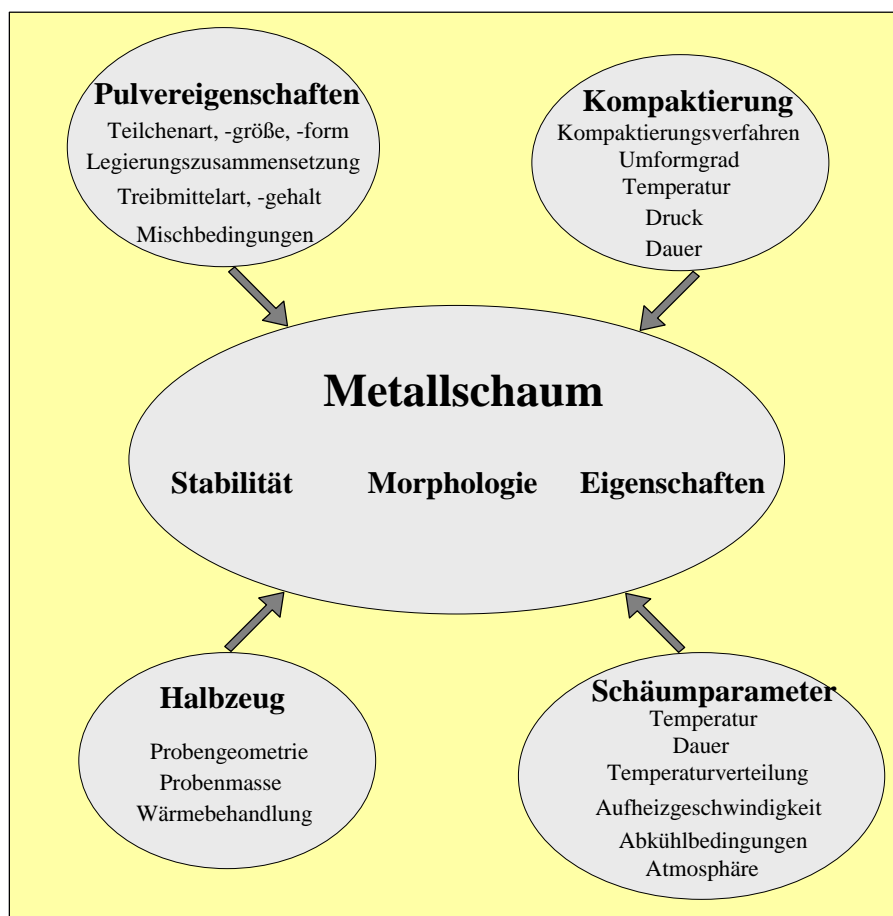 Pulvereigenschaften
Teilchenart, -größe, -form
Legierungszusammensetzung
Treibmittelart, -gehalt
Mischbedingungen
Kompaktierung
Kompaktierungsverfahren
Umformgrad
Temperatur
Druck
Dauer
Metallschaum
Stabilität Morphologie Eigenschaften
Halbzeug
Probengeometrie
Probenmasse
Wärmebehandlung
Schäumparameter
Temperatur
Dauer
Temperaturverteilung
Aufheizgeschwindigkeit
Abkühlbedingungen
Atmosphäre